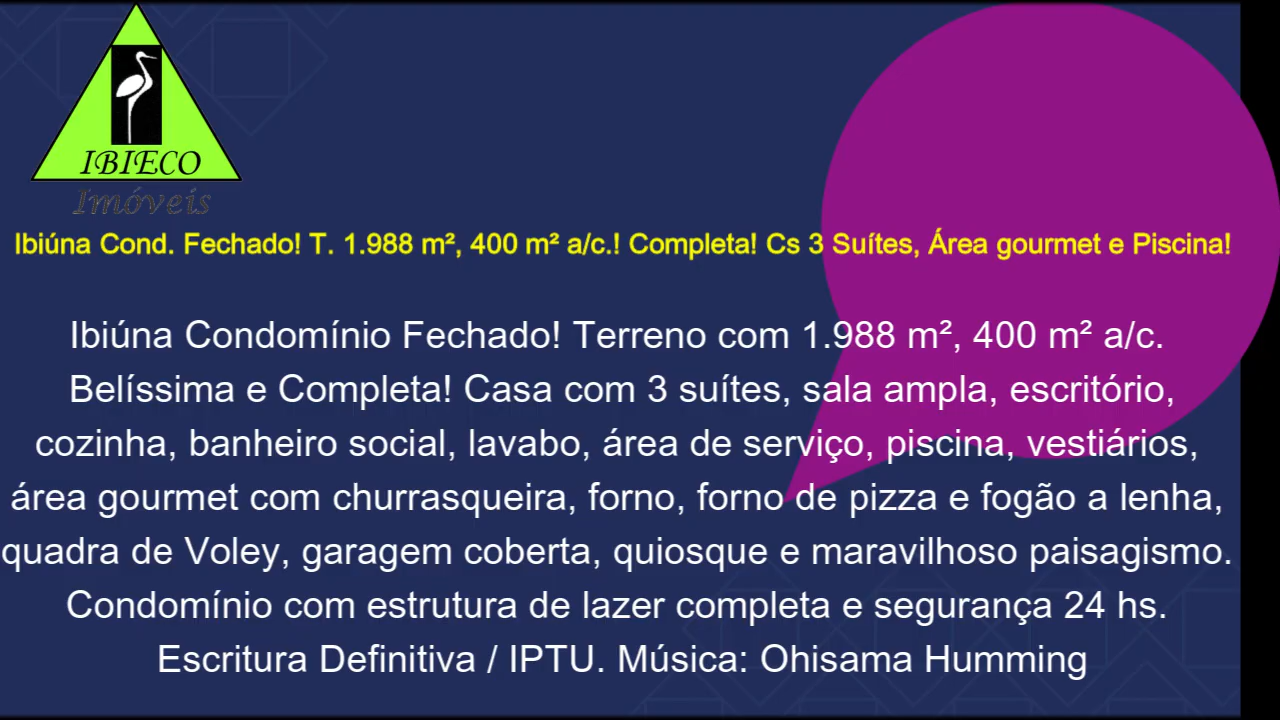 IBIECO
Imóveis
Ibiúna Cond. Fechado! T. 1.988 m², 400 m² a/c.! Completa! Cs 3 Suítes, Área gourmet e Piscina!
Ibiúna Condomínio Fechado! Terreno com 1.988 m², 400 m² a/c.
Belíssima e Completa! Casa com 3 suítes, sala ampla, escritório,
cozinha, banheiro social, lavabo, área de serviço, piscina, vestiários,
área gourmet com churrasqueira, forno, forno de pizza e fogão a lenha,
quadra de Voley, garagem coberta, quiosque e maravilhoso paisagismo.
Condomínio com estrutura de lazer completa e segurança 24 hs.
Escritura Definitiva / IPTU. Música: Ohisama Humming